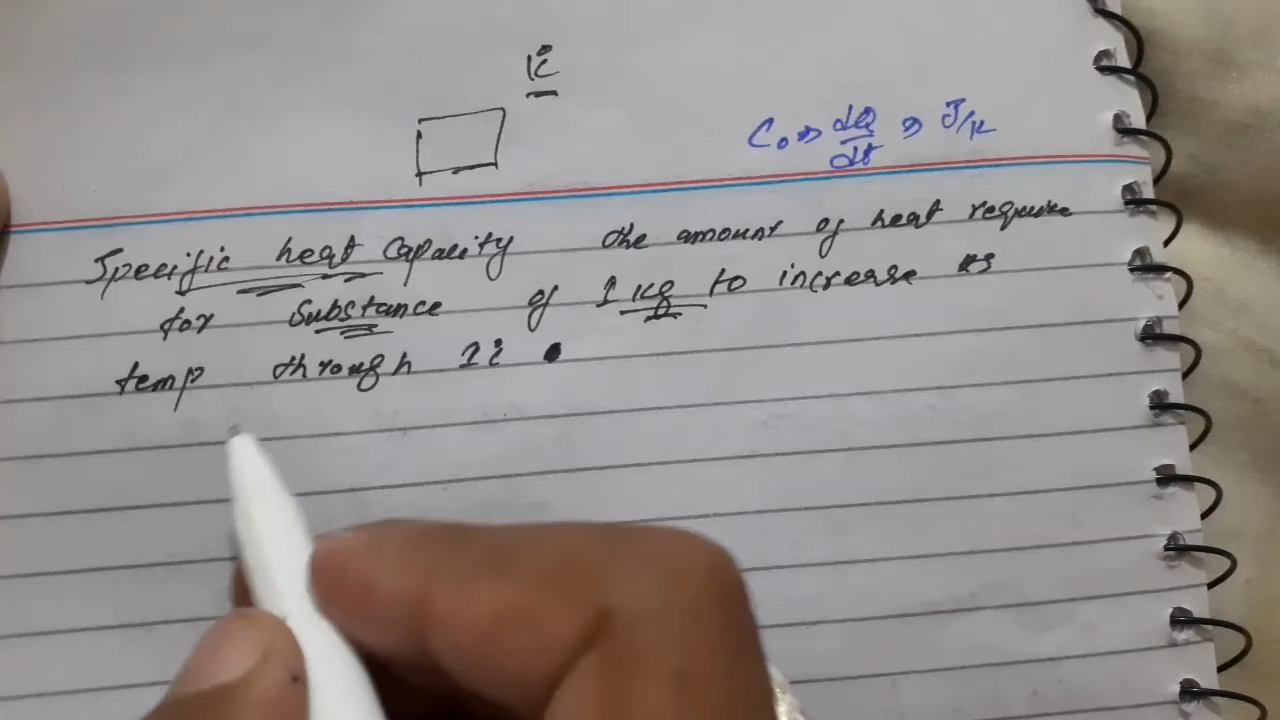 K
C => dQ/dt => J/K
Specific heat capacity the amount of heat require
for substance of 1 kg to increase its
temp through 1